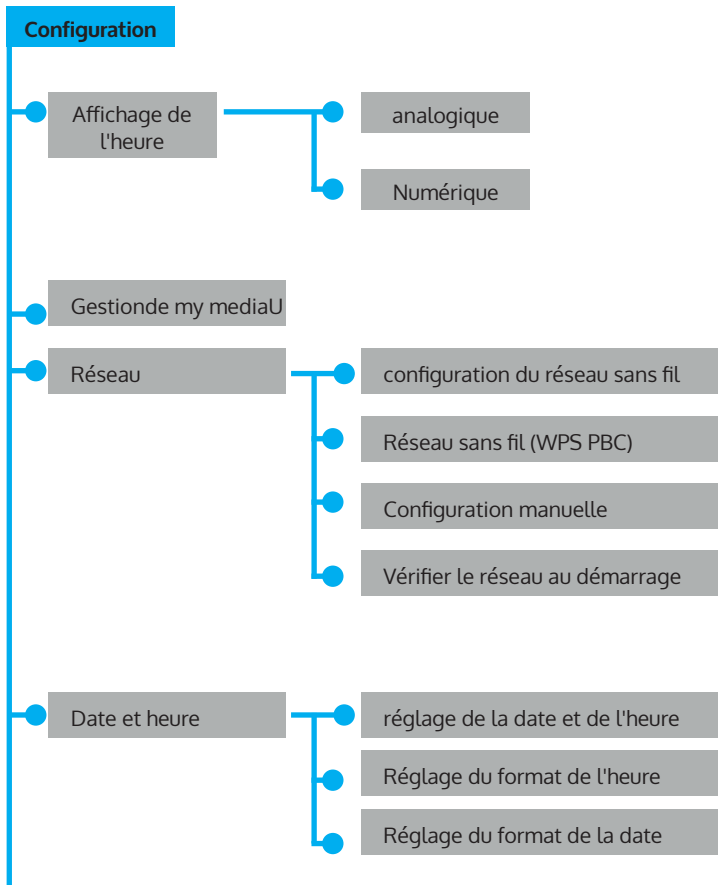 Configuration
Affichage de
l'heure
analogique
Numérique
Gestionde my mediaU
Réseau
configuration du réseau sans fil
Réseau sans fil (WPS PBC)
Configuration manuelle
Vérifier le réseau au démarrage
Date et heure
réglage de la date et de l'heure
Réglage du format de l'heure
Réglage du format de la date